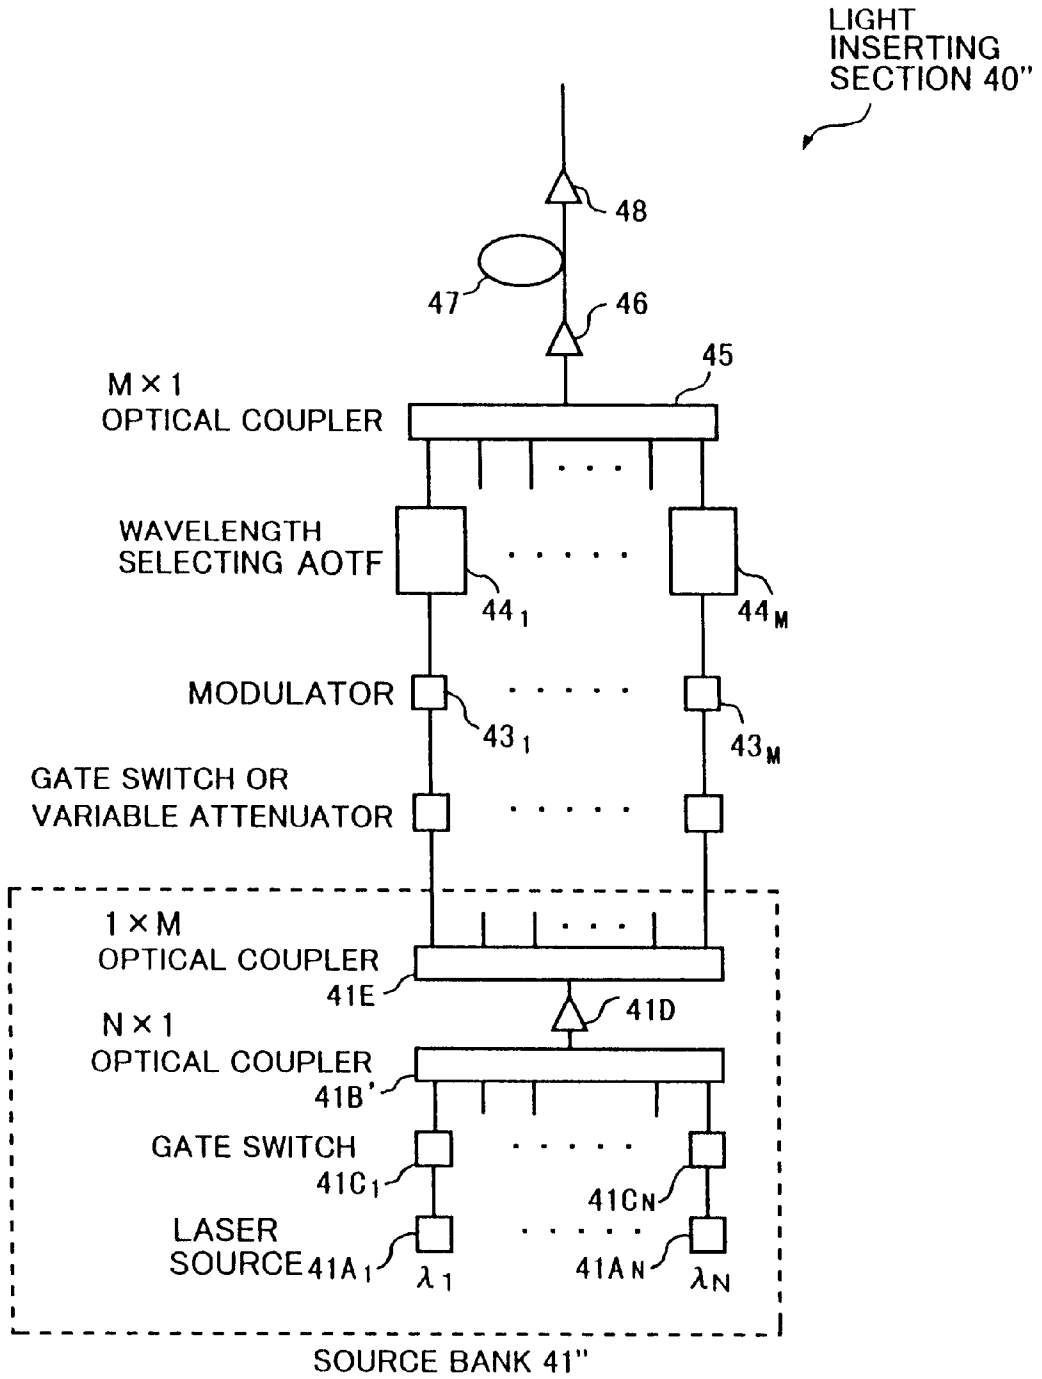 LIGHT
INSERTING
SECTION 40"
48
47
46
45
M × 1
OPTICAL COUPLER
WAVELENGTH
SELECTING AOTF
44₁
44M
MODULATOR
43₁
43M
GATE SWITCH OR
VARIABLE ATTENUATOR
1 × M
OPTICAL COUPLER
41E
41D
N × 1
OPTICAL COUPLER
41B'
GATE SWITCH
41C₁
41CN
LASER
SOURCE 41A₁
41AN
λ₁
λN
SOURCE BANK 41"